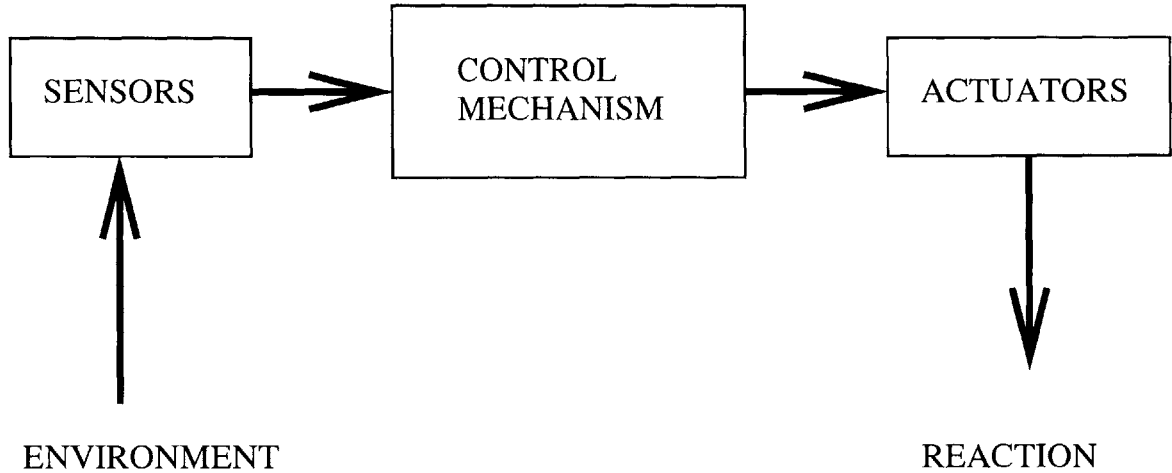 SENSORS
CONTROL
MECHANISM
ACTUATORS
ENVIRONMENT
REACTION